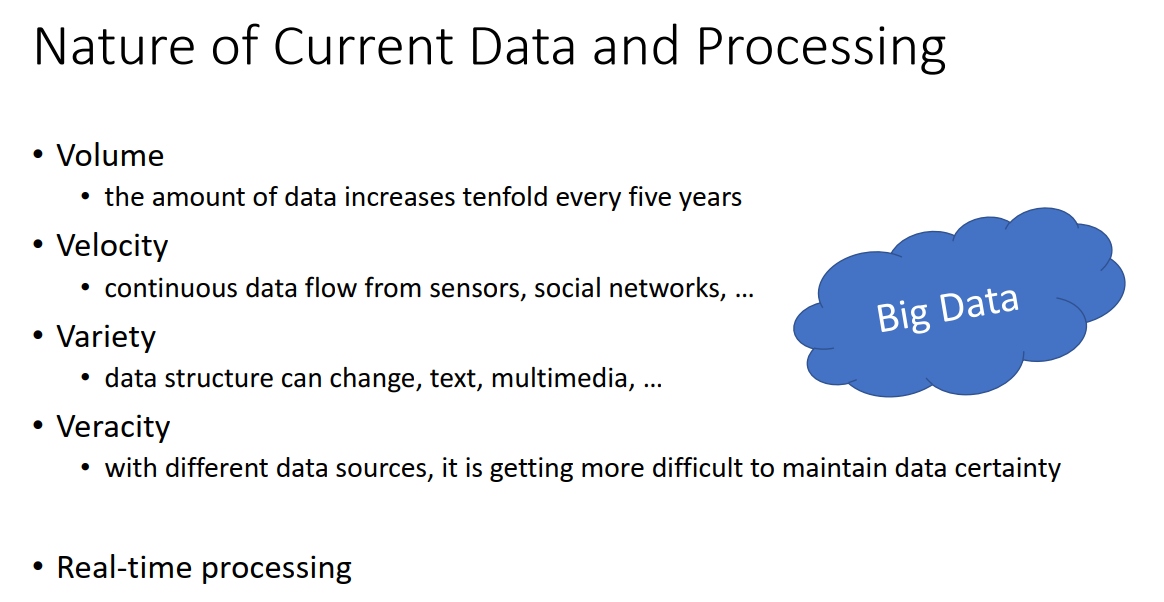 Nature of Current Data and Processing
• Volume
• the amount of data increases tenfold every five years
• Velocity
• continuous data flow from sensors, social networks, …
• Variety
• data structure can change, text, multimedia, …
• Veracity
• with different data sources, it is getting more difficult to maintain data certainty
• Real-time processing
Big Data